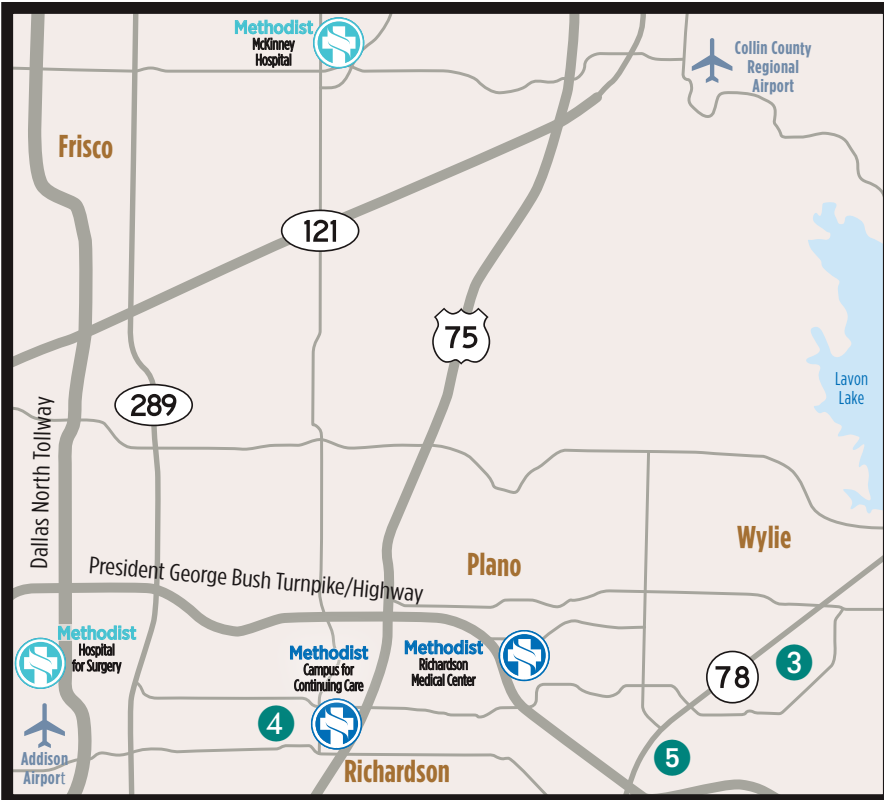 Methodist
McKinney
Hospital
Collin County
Regional
Airport
Frisco
121
75
289
Lavon
Lake
Dallas North Tollway
President George Bush Turnpike/Highway
Plano
Wylie
Methodist
Hospital
for Surgery
Methodist
Campus for
Continuing Care
Methodist
Richardson
Medical Center
3
78
4
5
Addison
Airport
Richardson